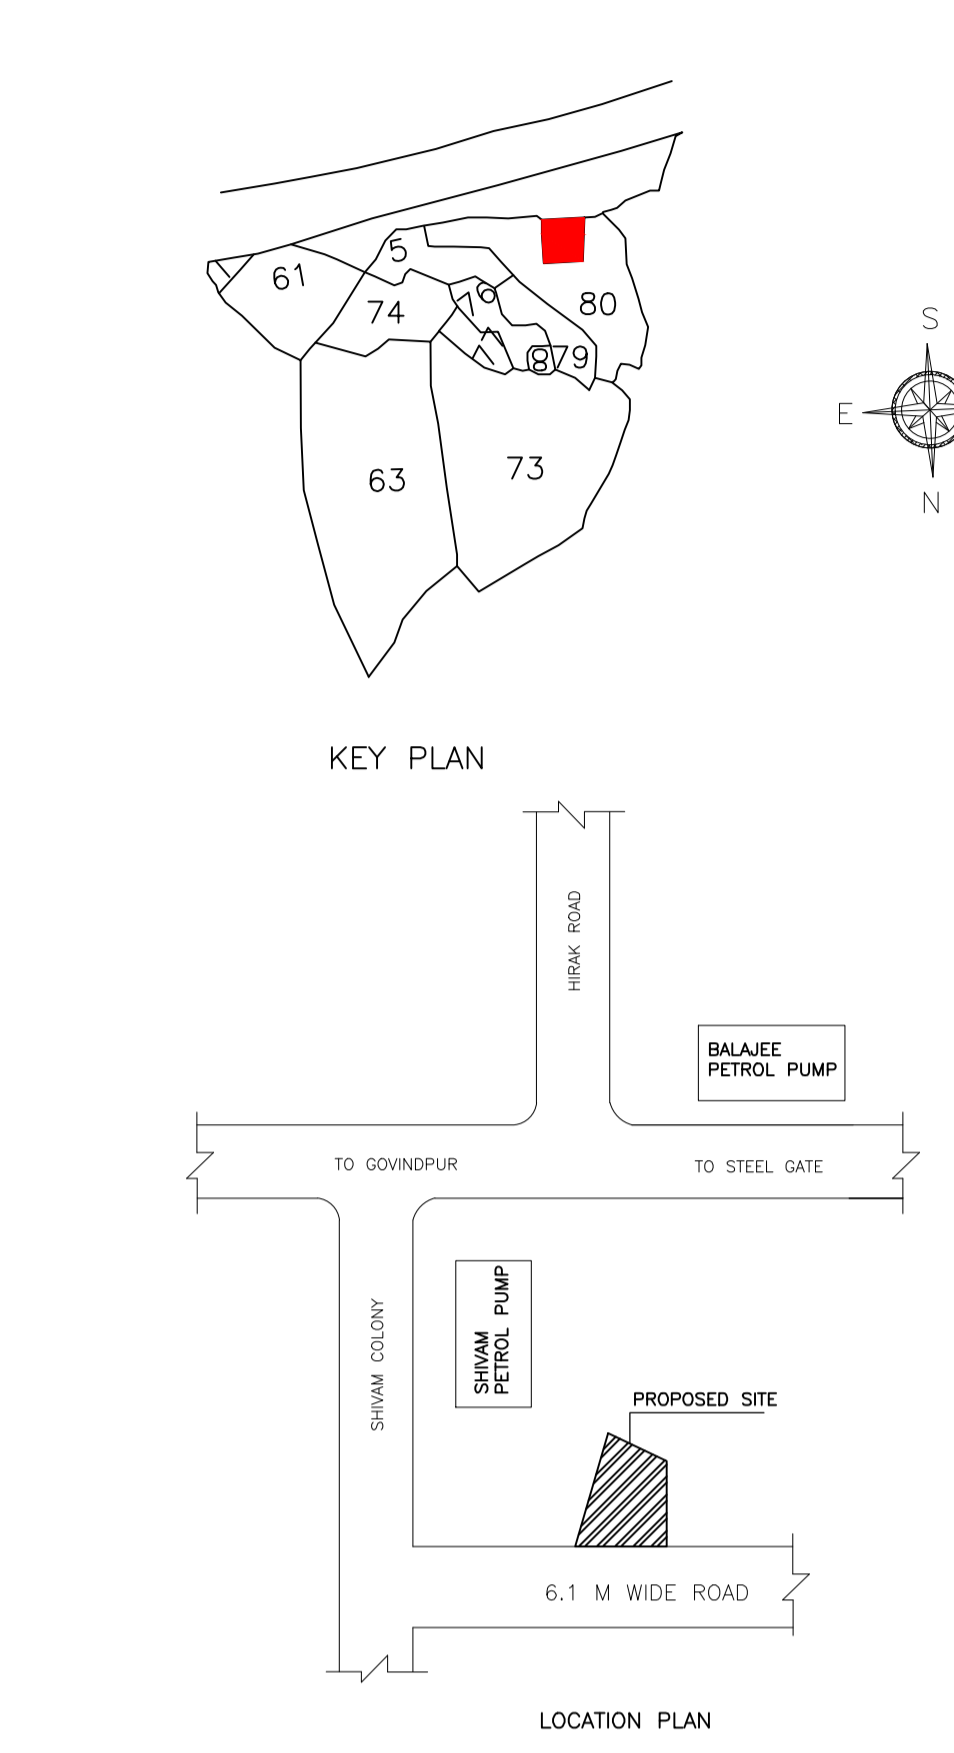 5
61
76
80
74
S
77
8
79
E
73
63
N
KEY PLAN
HIRAK ROAD
BALAJEE
PETROL PUMP
TO GOVINDPUR
TO STEEL GATE
SHIVAM
PETROL PUMP
SHIVAM COLONY
PROPOSED SITE
6.1 M WIDE ROAD
LOCATION PLAN